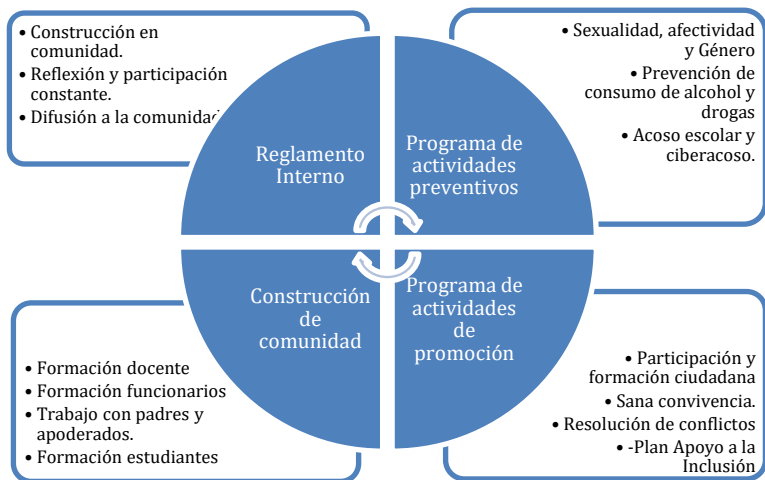 • Construcción en
comunidad.
• Reflexión y participación
constante.
• Difusión a la comunidad
Reglamento
Interno
• Sexualidad, afectividad
y Género
• Prevención de
consumo de alcohol y
drogas
• Acoso escolar y
ciberacoso.
Programa de
actividades
preventivos
Construcción
de
comunidad
• Formación docente
• Formación funcionarios
• Trabajo con padres y
apoderados.
• Formación estudiantes
Programa de
actividades
de
promoción
• Participación y
formación ciudadana
• Sana convivencia.
• Resolución de conflictos
• -Plan Apoyo a la
Inclusión